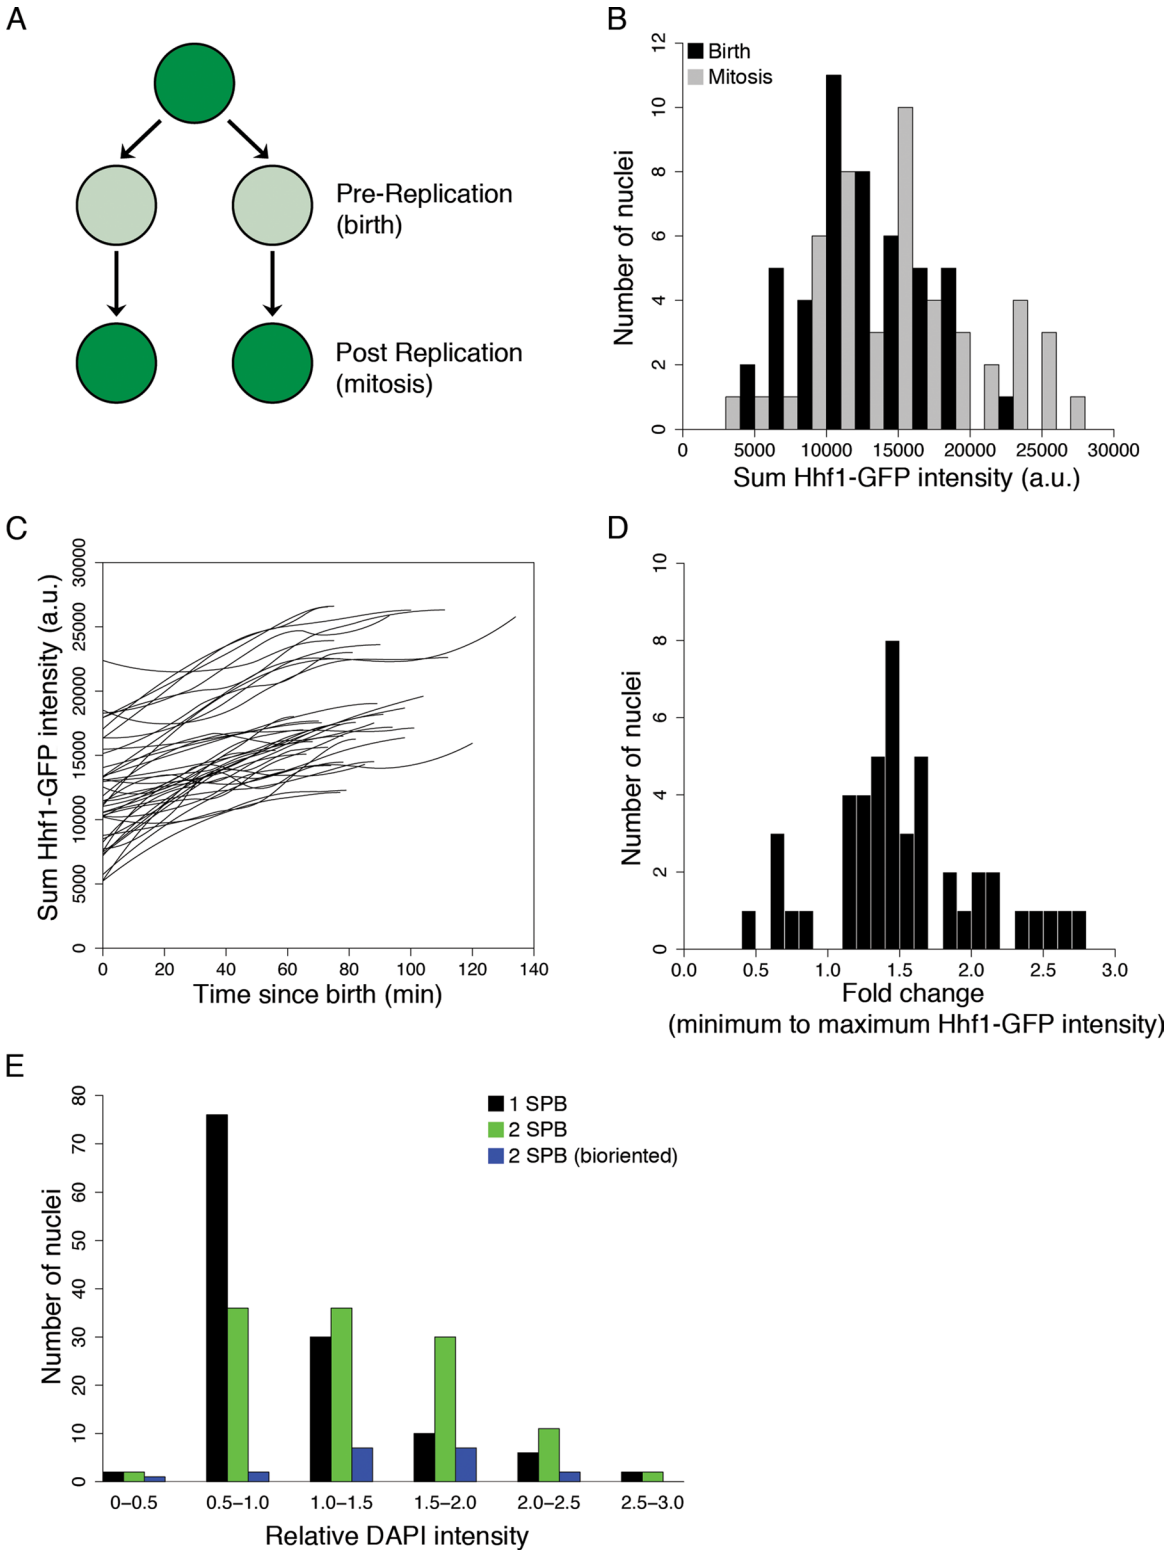 A
Pre-Replication
(birth)
Post Replication
(mitosis)
B
Birth
Mitosis
Number of nuclei
0 2 4 6 8 10 12
0 5000 10000 15000 20000 25000 30000
Sum Hhf1-GFP intensity (a.u.)
C
Sum Hhf1-GFP intensity (a.u.)
0 5000 10000 15000 20000 25000 30000
0 20 40 60 80 100 120 140
Time since birth (min)
D
Number of nuclei
0 2 4 6 8 10
0.0 0.5 1.0 1.5 2.0 2.5 3.0
Fold change
(minimum to maximum Hhf1-GFP intensity)
E
1 SPB
2 SPB
2 SPB (bioriented)
Number of nuclei
0 10 20 30 40 50 60 70 80
0–0.5 0.5–1.0 1.0–1.5 1.5–2.0 2.0–2.5 2.5–3.0
Relative DAPI intensity